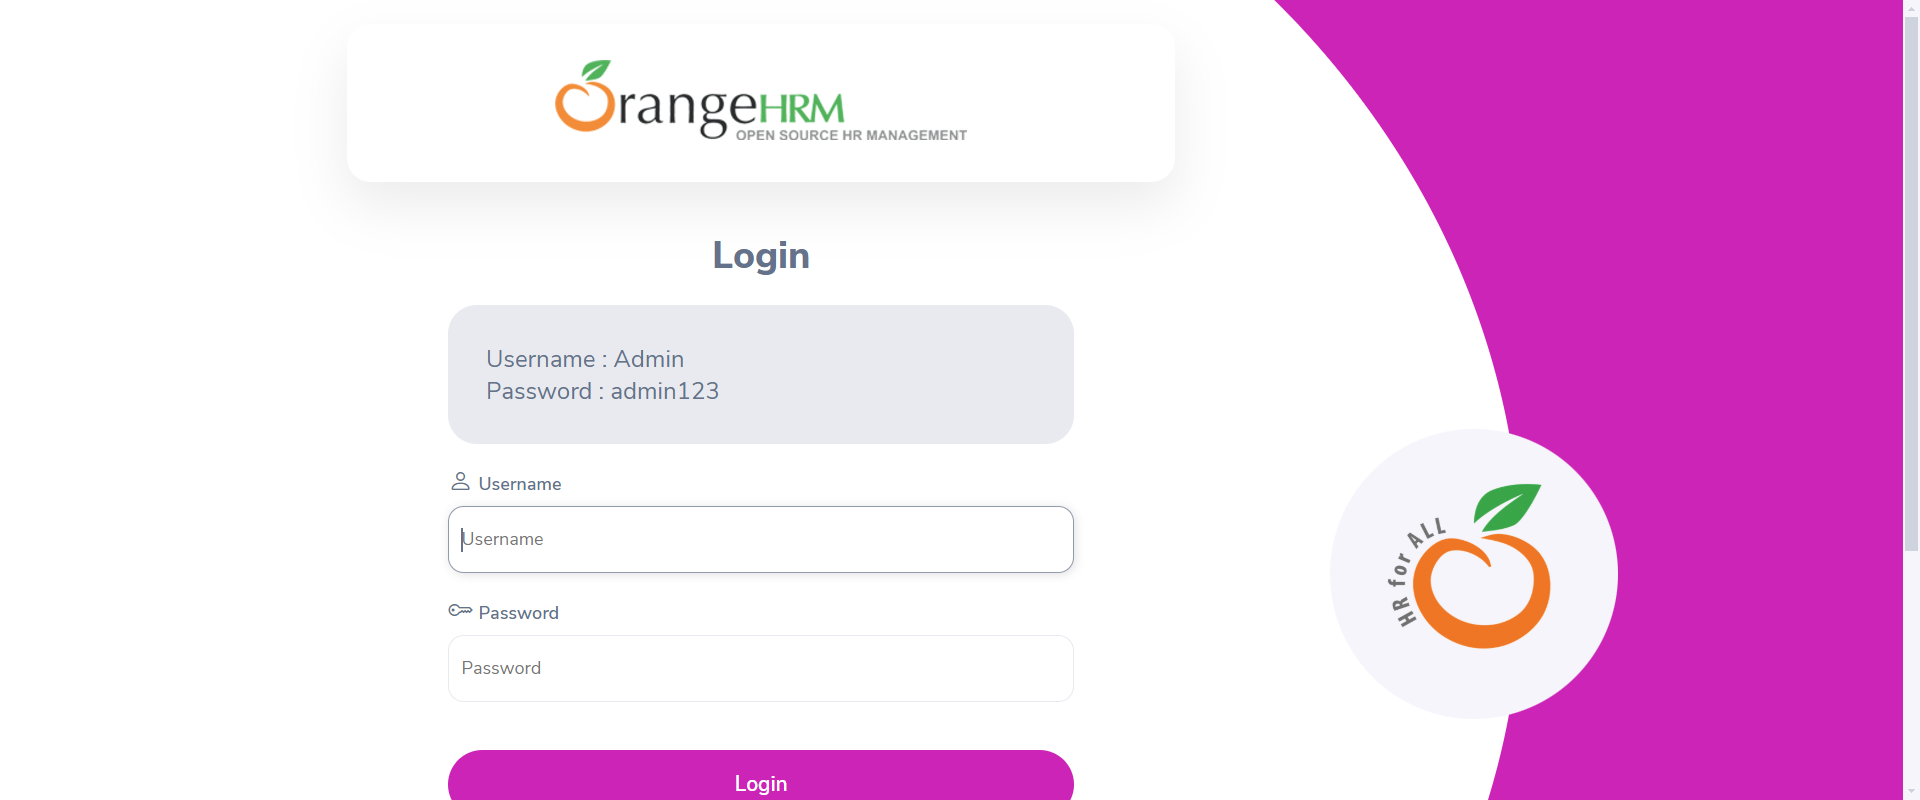 OrangeHRM
OPEN SOURCE HR MANAGEMENT
Login
Username : Admin
Password : admin123
Username
Username
Password
Password
Login
HR for ALL